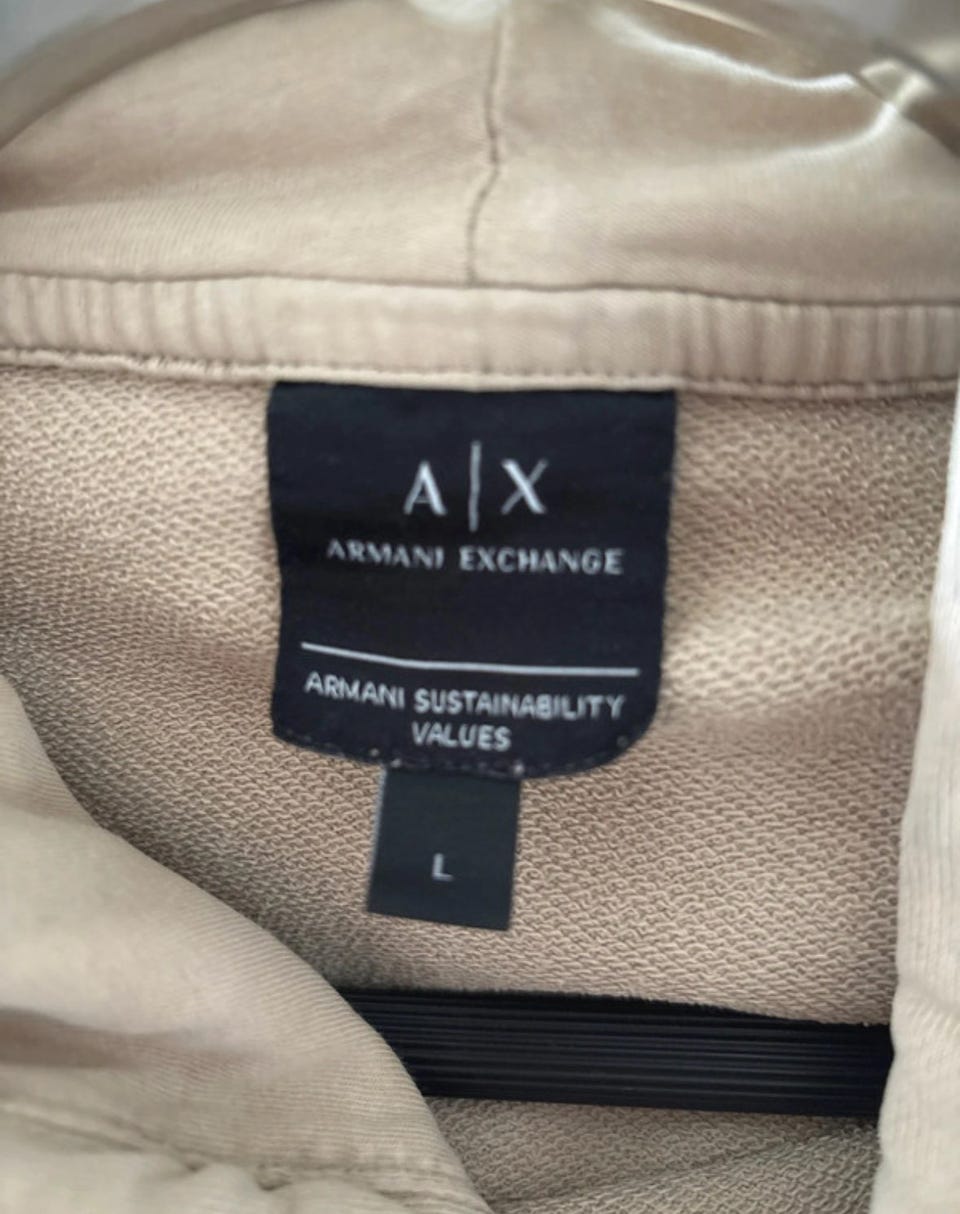 A|X
ARMANI EXCHANGE
ARMANI SUSTAINABILITY
VALUES
L